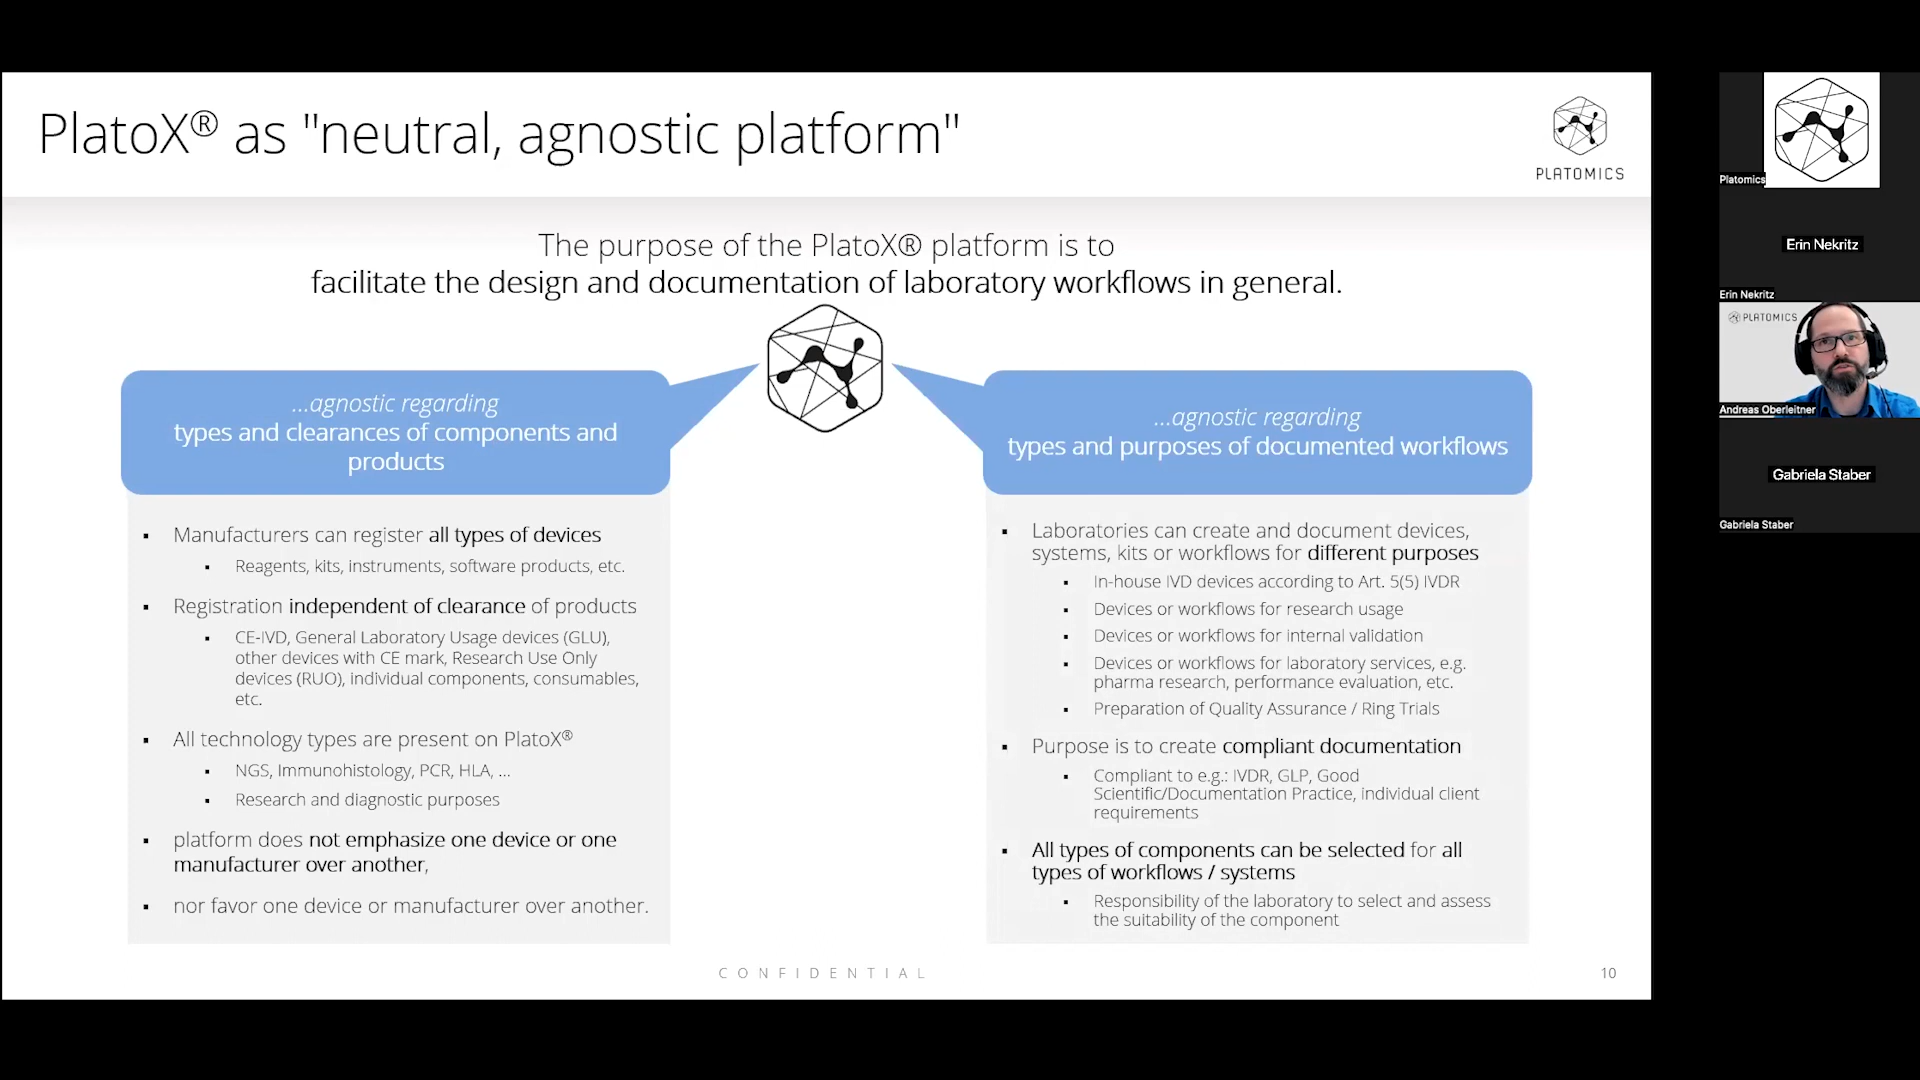 PlatoX® as "neutral, agnostic platform"
PLATOMICS
The purpose of the PlatoX® platform is to
facilitate the design and documentation of laboratory workflows in general.
...agnostic regarding
types and clearances of components and
products
▪ Manufacturers can register all types of devices
▪ Reagents, kits, instruments, software products, etc.
▪ Registration independent of clearance of products
▪ CE-IVD, General Laboratory Usage devices (GLU),
other devices with CE mark, Research Use Only
devices (RUO), individual components, consumables,
etc.
▪ All technology types are present on PlatoX®
▪ NGS, Immunohistology, PCR, HLA, ...
▪ Research and diagnostic purposes
▪ platform does not emphasize one device or one
manufacturer over another,
▪ nor favor one device or manufacturer over another.
...agnostic regarding
types and purposes of documented workflows
▪ Laboratories can create and document devices,
systems, kits or workflows for different purposes
▪ In-house IVD devices according to Art. 5(5) IVDR
▪ Devices or workflows for research usage
▪ Devices or workflows for internal validation
▪ Devices or workflows for laboratory services, e.g.
pharma research, performance evaluation, etc.
▪ Preparation of Quality Assurance / Ring Trials
▪ Purpose is to create compliant documentation
▪ Compliant to e.g.: IVDR, GLP, Good
Scientific/Documentation Practice, individual client
requirements
▪ All types of components can be selected for all
types of workflows / systems
▪ Responsibility of the laboratory to select and assess
the suitability of the component
CONFIDENTIAL
10
Platomics
Erin Nekritz
Erin Nekritz
PLATOMICS
Andreas Oberleitner
Gabriela Staber
Gabriela Staber